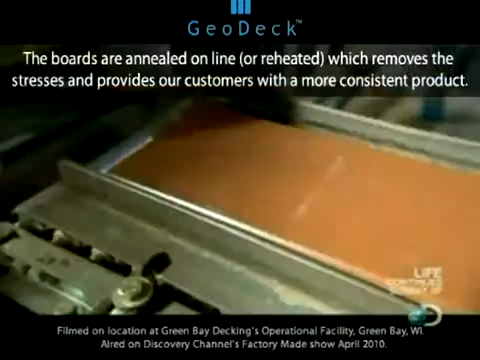 GeoDeck™
The boards are annealed on line (or reheated) which removes the
stresses and provides our customers with a more consistent product.
LIFE
CONTINUES
Filmed on location at Green Bay Decking's Operational Facility, Green Bay, WI.
Aired on Discovery Channel's Factory Made show April 2010.